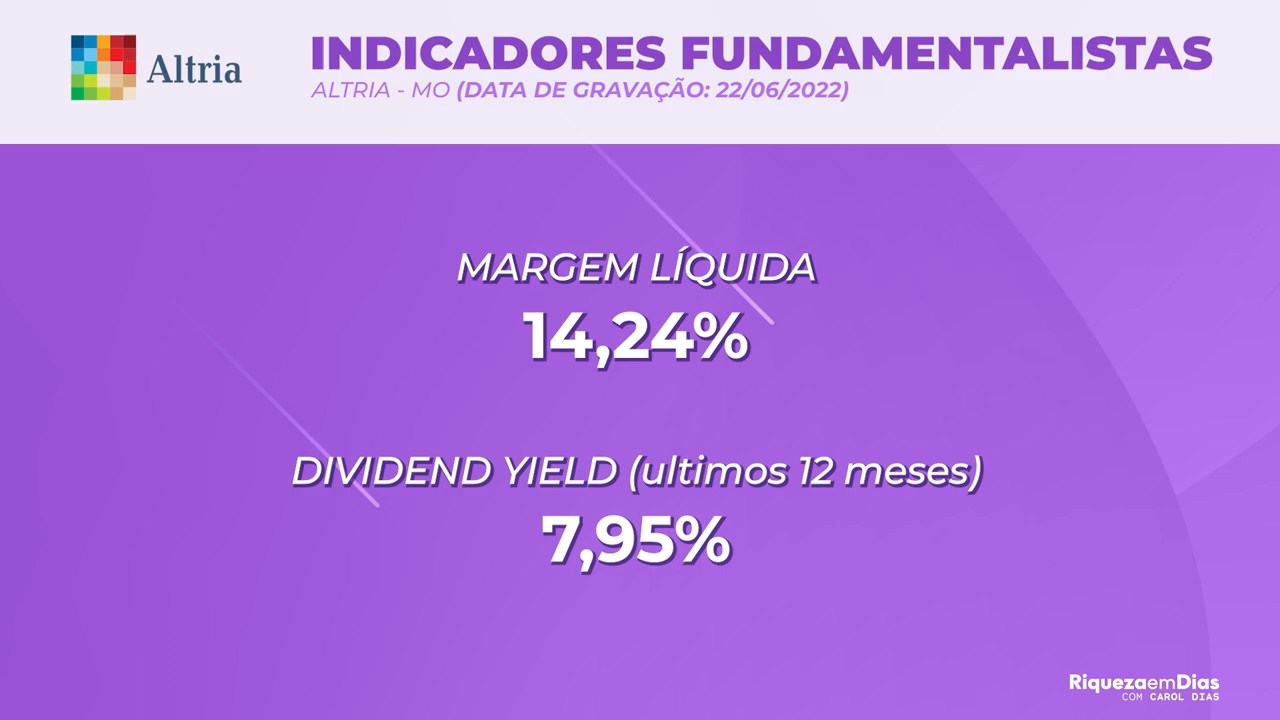 Altria
INDICADORES FUNDAMENTALISTAS
ALTRIA - MO (DATA DE GRAVAÇÃO: 22/06/2022)
MARGEM LÍQUIDA
14,24%
DIVIDEND YIELD (ultimos 12 meses)
7,95%
RiquezaemDias
COM CAROL DIAS